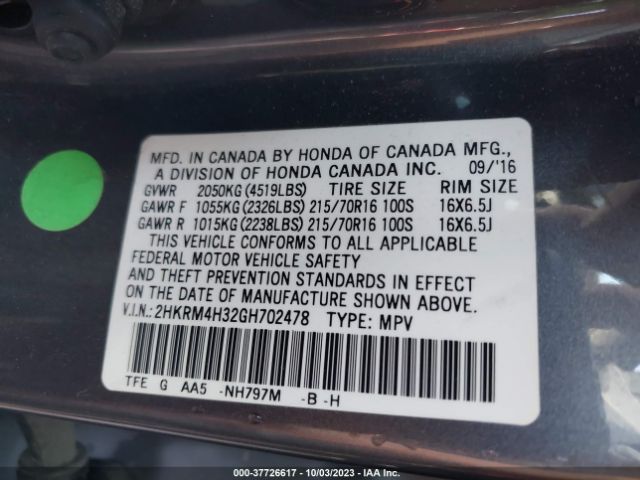 MFD. IN CANADA BY HONDA OF CANADA MFG.,
A DIVISION OF HONDA CANADA INC. 09/'16
GVWR 2050KG (4519LBS) TIRE SIZE RIM SIZE
GAWR F 1055KG (2326LBS) 215/70R16 100S 16X6.5J
GAWR R 1015KG (2238LBS) 215/70R16 100S 16X6.5J
THIS VEHICLE CONFORMS TO ALL APPLICABLE
FEDERAL MOTOR VEHICLE SAFETY
AND THEFT PREVENTION STANDARDS IN EFFECT
ON THE DATE OF MANUFACTURE SHOWN ABOVE.
V.I.N.: 2HKRM4H32GH702478 TYPE: MPV
TFE G AA5 -NH797M -B -H
000-37726617 - 10/03/2023 - IAA Inc.